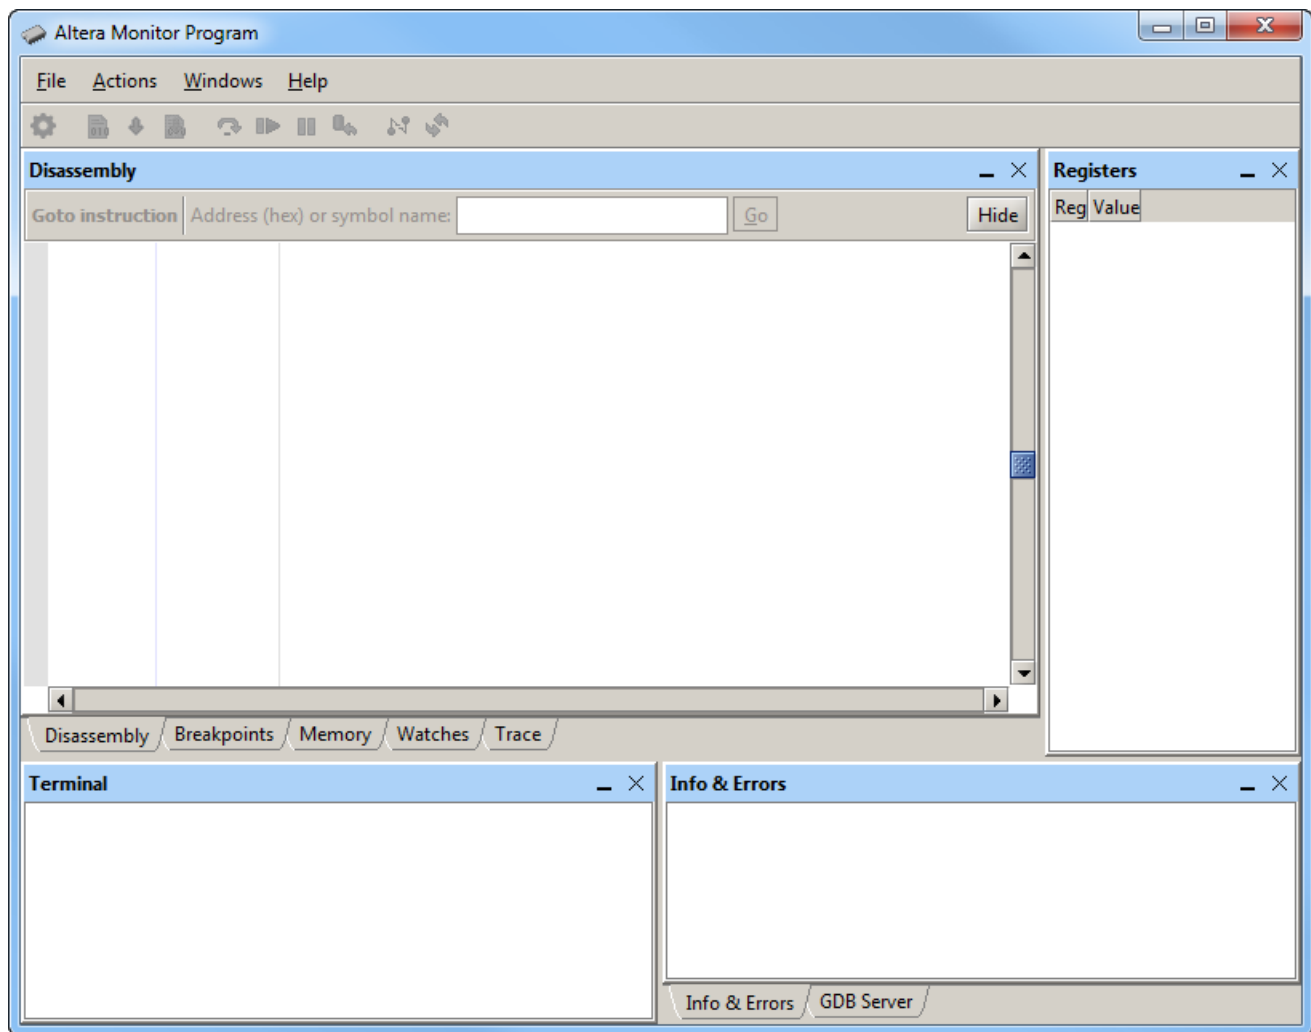 Altera Monitor Program
File Actions Windows Help
Disassembly
Registers
Goto instruction Address (hex) or symbol name: Go Hide
Reg Value
Disassembly Breakpoints Memory Watches Trace
Terminal
Info & Errors
Info & Errors GDB Server